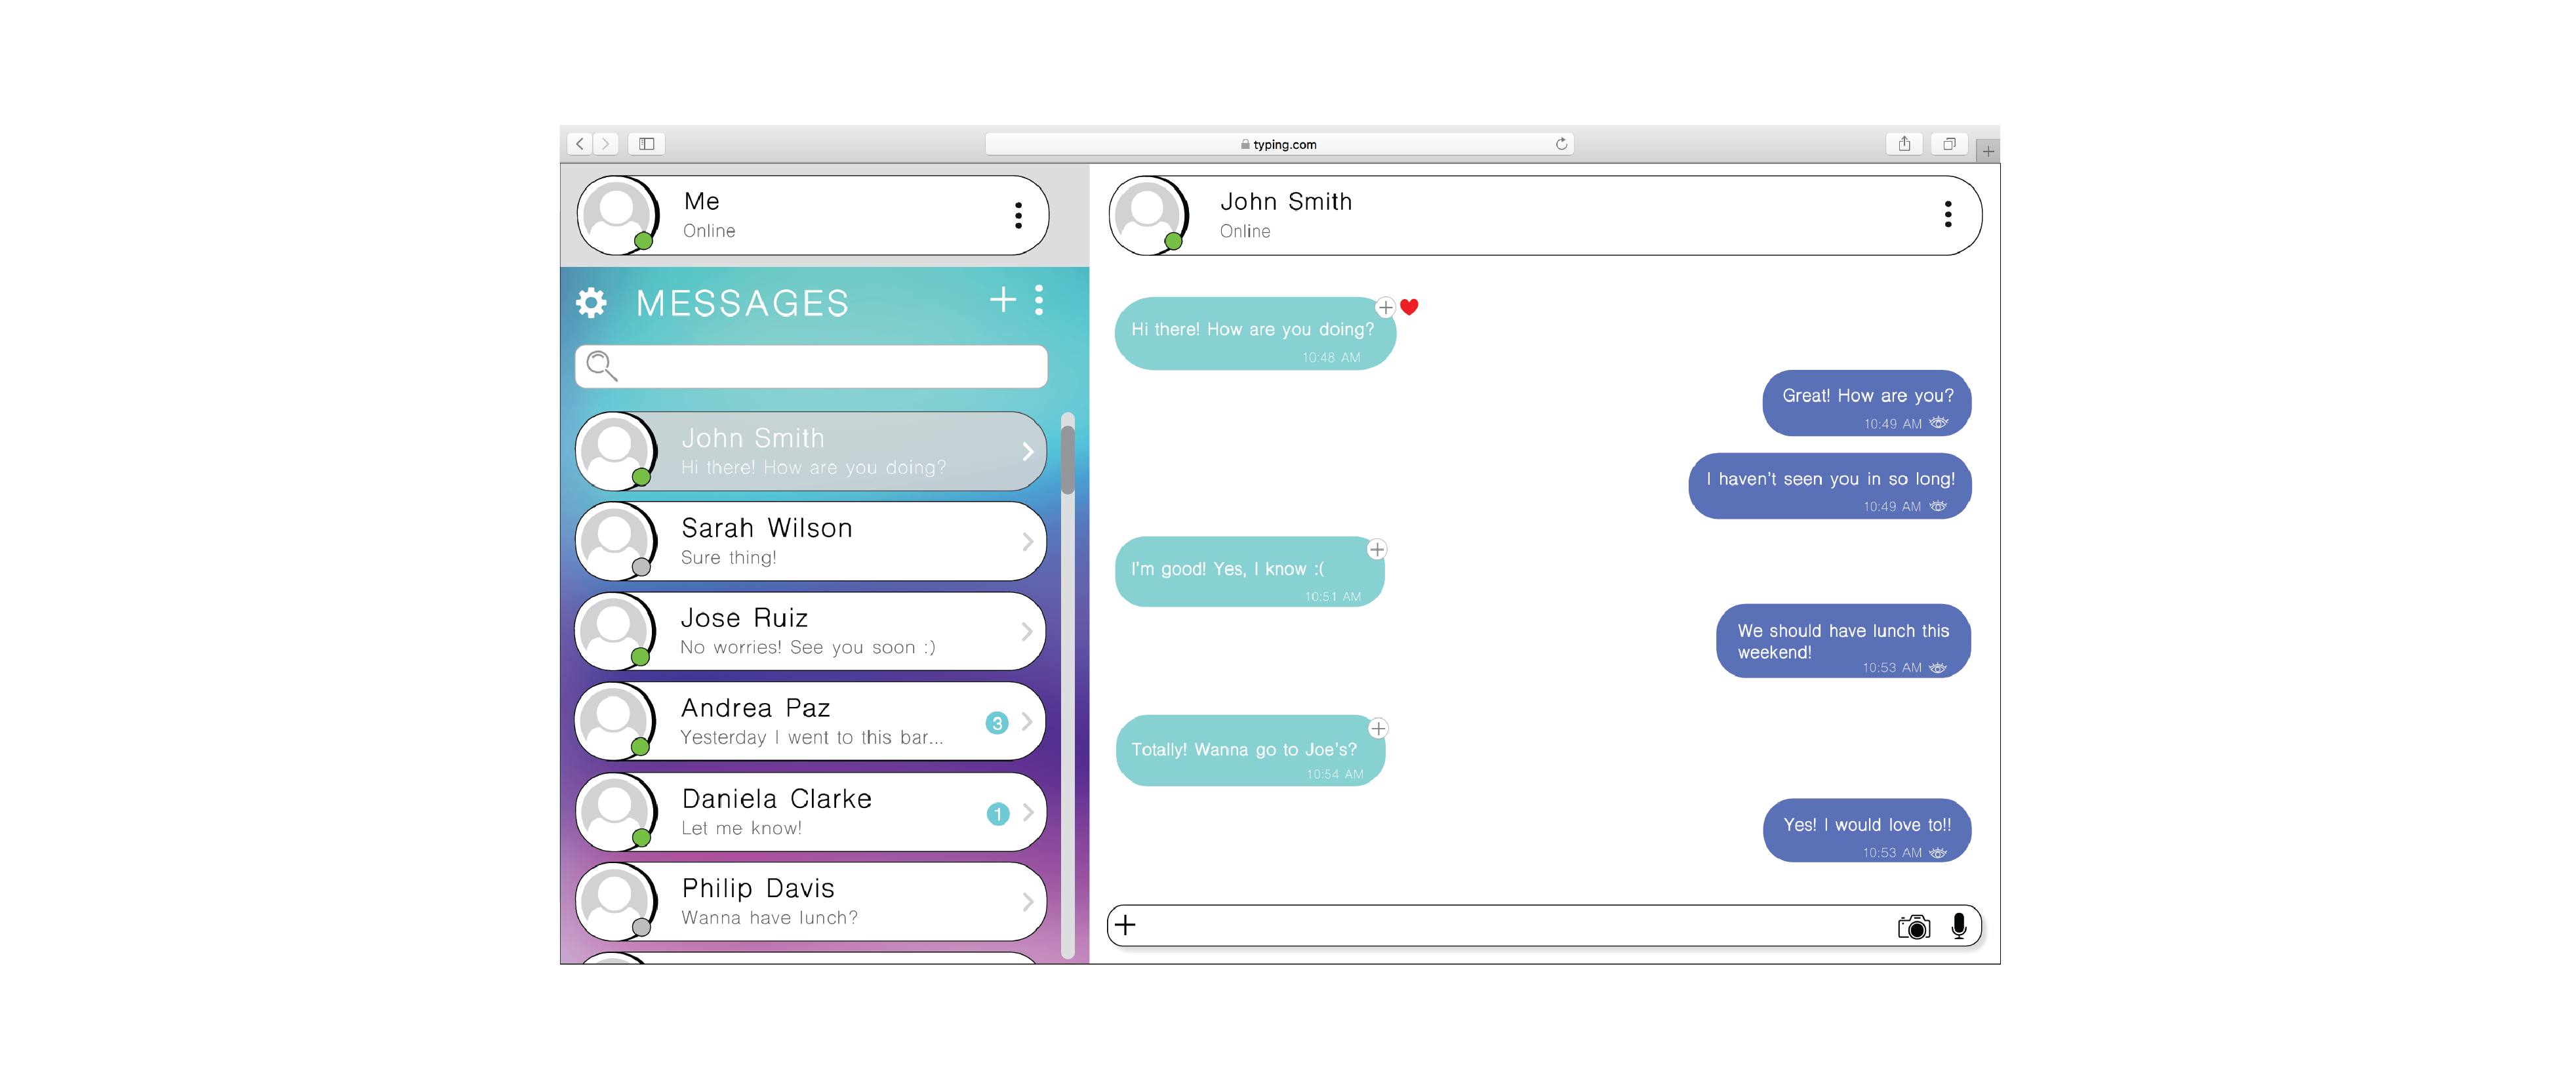 typing.com
Me
Online
MESSAGES
John Smith
Hi there! How are you doing?
Sarah Wilson
Sure thing!
Jose Ruiz
No worries! See you soon :)
Andrea Paz
Yesterday I went to this bar...
3
Daniela Clarke
Let me know!
1
Philip Davis
Wanna have lunch?
John Smith
Online
Hi there! How are you doing?
10:48 AM
Great! How are you?
10:49 AM
I haven't seen you in so long!
10:49 AM
I'm good! Yes, I know :(
10:51 AM
We should have lunch this
weekend!
10:53 AM
Totally! Wanna go to Joe's?
10:54 AM
Yes! I would love to!!
10:53 AM